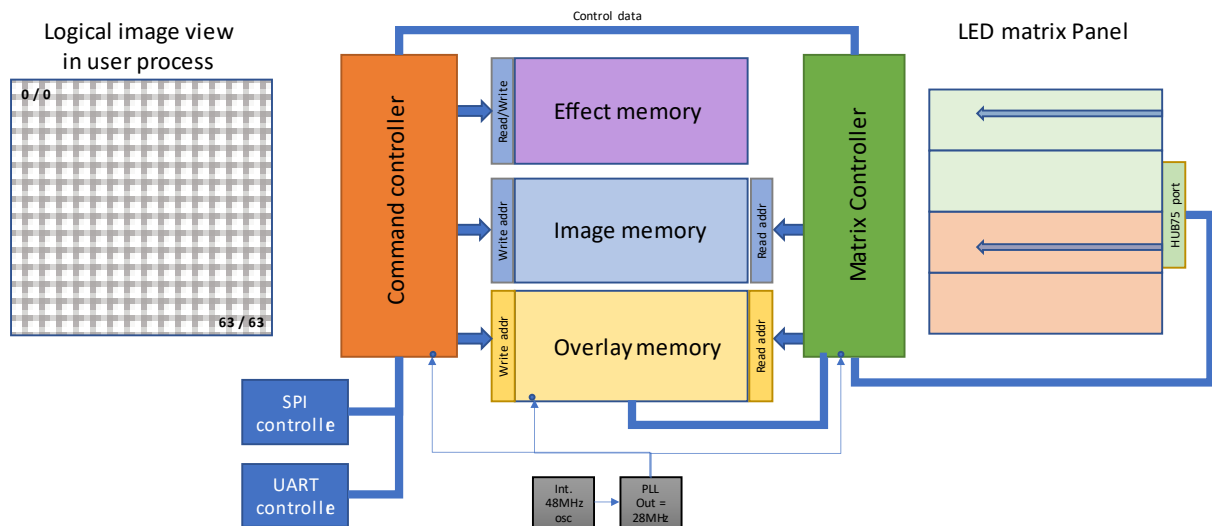 Control data
Logical image view
in user process
LED matrix Panel
0 / 0
63 / 63
Command controller
Read/Write
Effect memory
Write addr
Image memory
Read addr
Write addr
Overlay memory
Read addr
Matrix Controller
HUB75 port
SPI
controlle
UART
controlle
Int.
48MHz
osc
PLL
Out =
28MHz